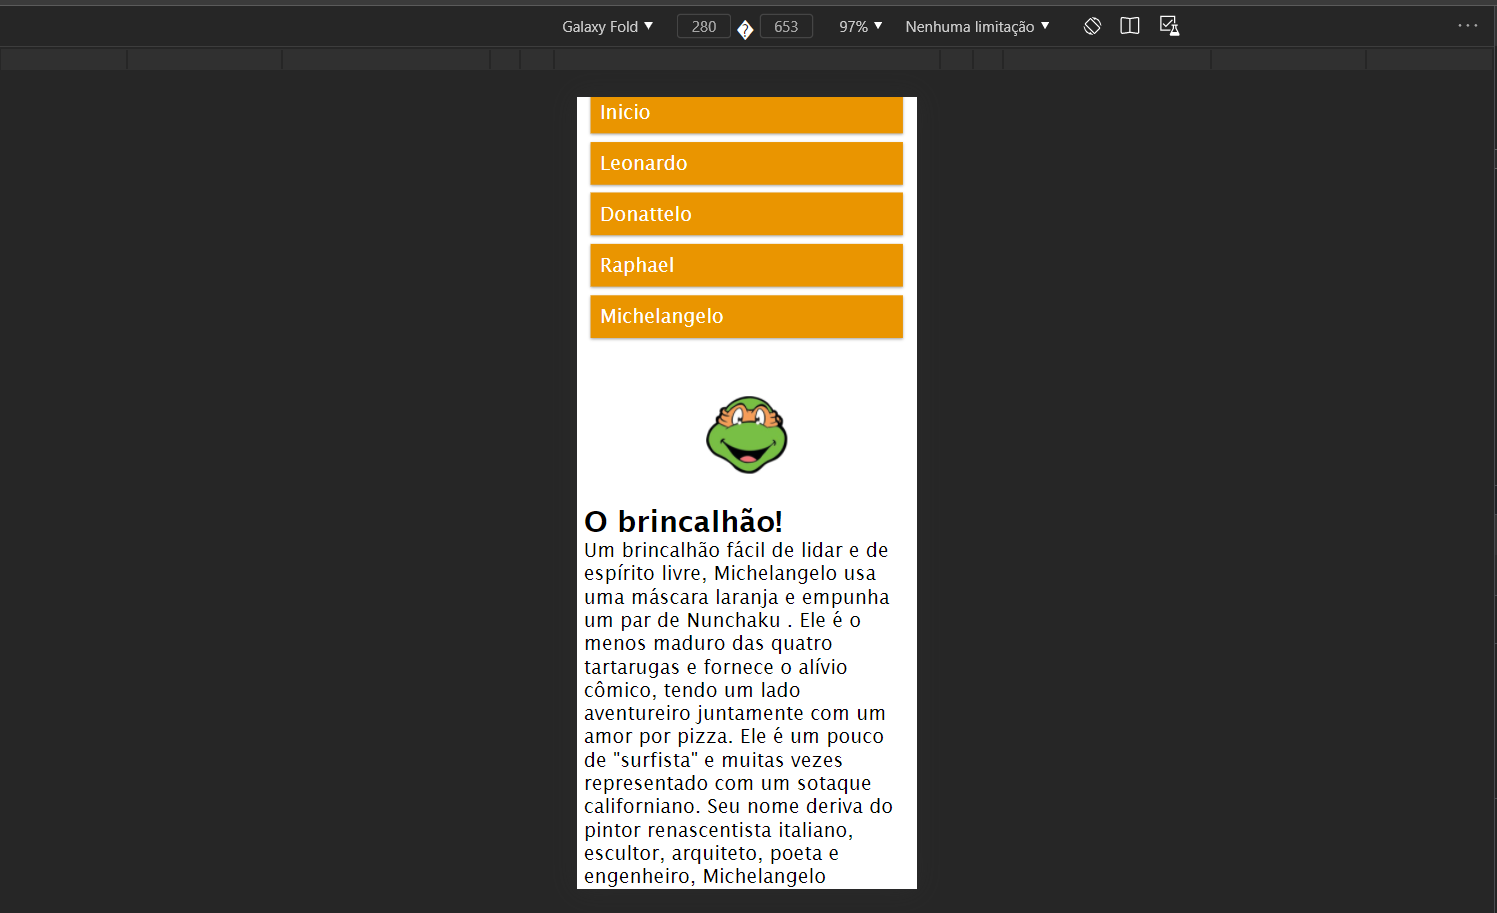 Galaxy Fold ▼ 280 � 653 97% ▼ Nenhuma limitação ▼
Inicio
Leonardo
Donattelo
Raphael
Michelangelo
O brincalhão!
Um brincalhão fácil de lidar e de
espírito livre, Michelangelo usa
uma máscara laranja e empunha
um par de Nunchaku . Ele é o
menos maduro das quatro
tartarugas e fornece o alívio
cômico, tendo um lado
aventureiro juntamente com um
amor por pizza. Ele é um pouco
de "surfista" e muitas vezes
representado com um sotaque
californiano. Seu nome deriva do
pintor renascentista italiano,
escultor, arquiteto, poeta e
engenheiro, Michelangelo